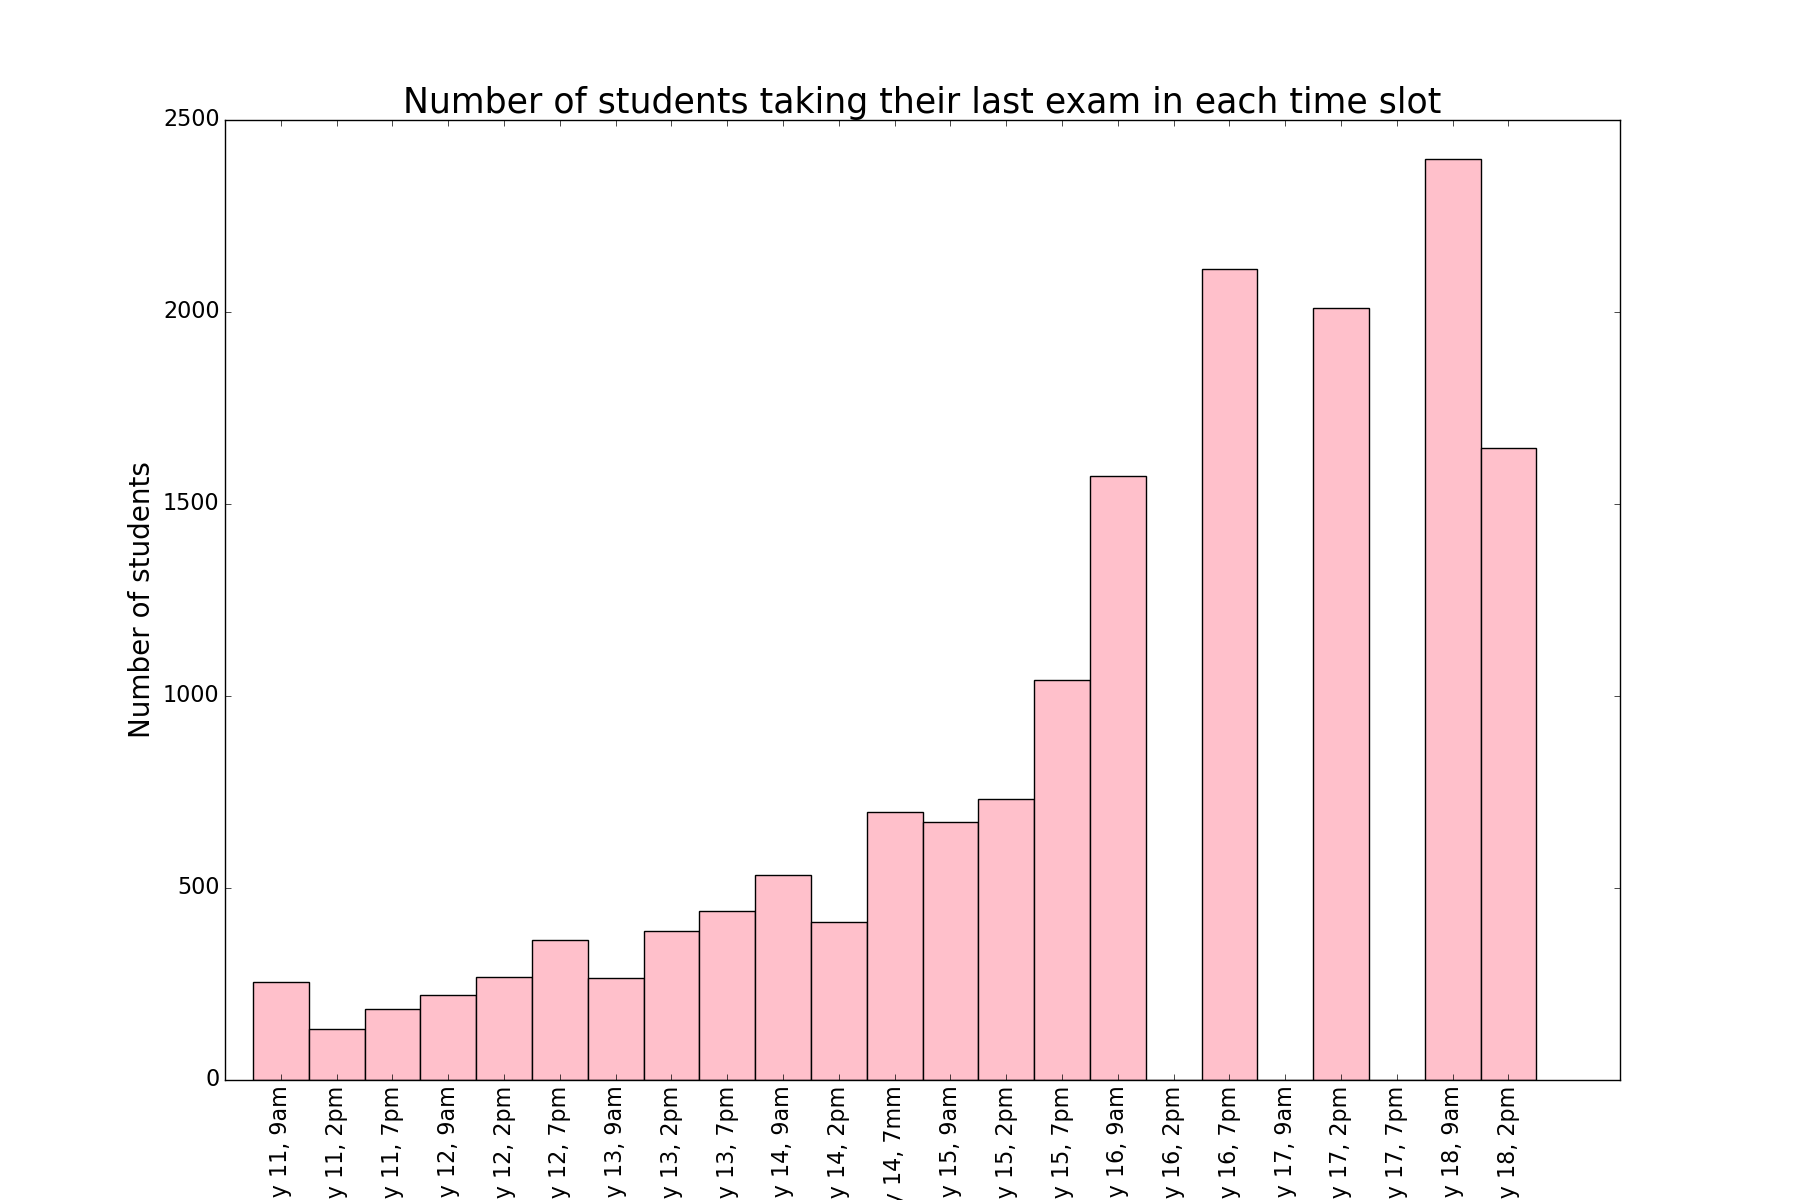 Number of students taking their last exam in each time slot
Number of students
2500
2000
1500
1000
500
0
y 11, 9am
y 11, 2pm
y 11, 7pm
y 12, 9am
y 12, 2pm
y 12, 7pm
y 13, 9am
y 13, 2pm
y 13, 7pm
y 14, 9am
y 14, 2pm
y 14, 7mm
y 15, 9am
y 15, 2pm
y 15, 7pm
y 16, 9am
y 16, 2pm
y 16, 7pm
y 17, 9am
y 17, 2pm
y 17, 7pm
y 18, 9am
y 18, 2pm